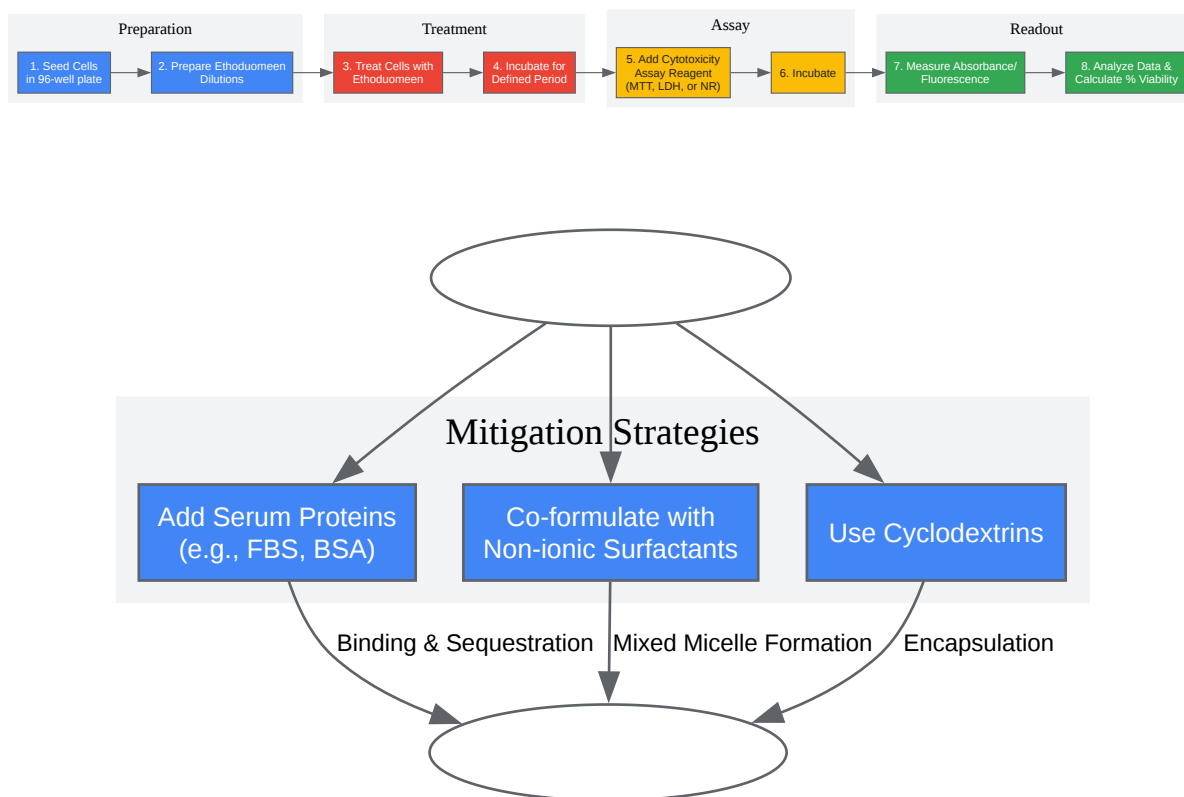 Preparation
1. Seed Cells
in 96-well plate
2. Prepare Ethoduomeen
Dilutions
Treatment
3. Treat Cells with
Ethoduomeen
4. Incubate for
Defined Period
Assay
5. Add Cytotoxicity
Assay Reagent
(MTT, LDH, or NR)
6. Incubate
Readout
7. Measure Absorbance/
Fluorescence
8. Analyze Data &
Calculate % Viability
Mitigation Strategies
Add Serum Proteins
(e.g., FBS, BSA)
Co-formulate with
Non-ionic Surfactants
Use Cyclodextrins
Binding & Sequestration
Mixed Micelle Formation
Encapsulation